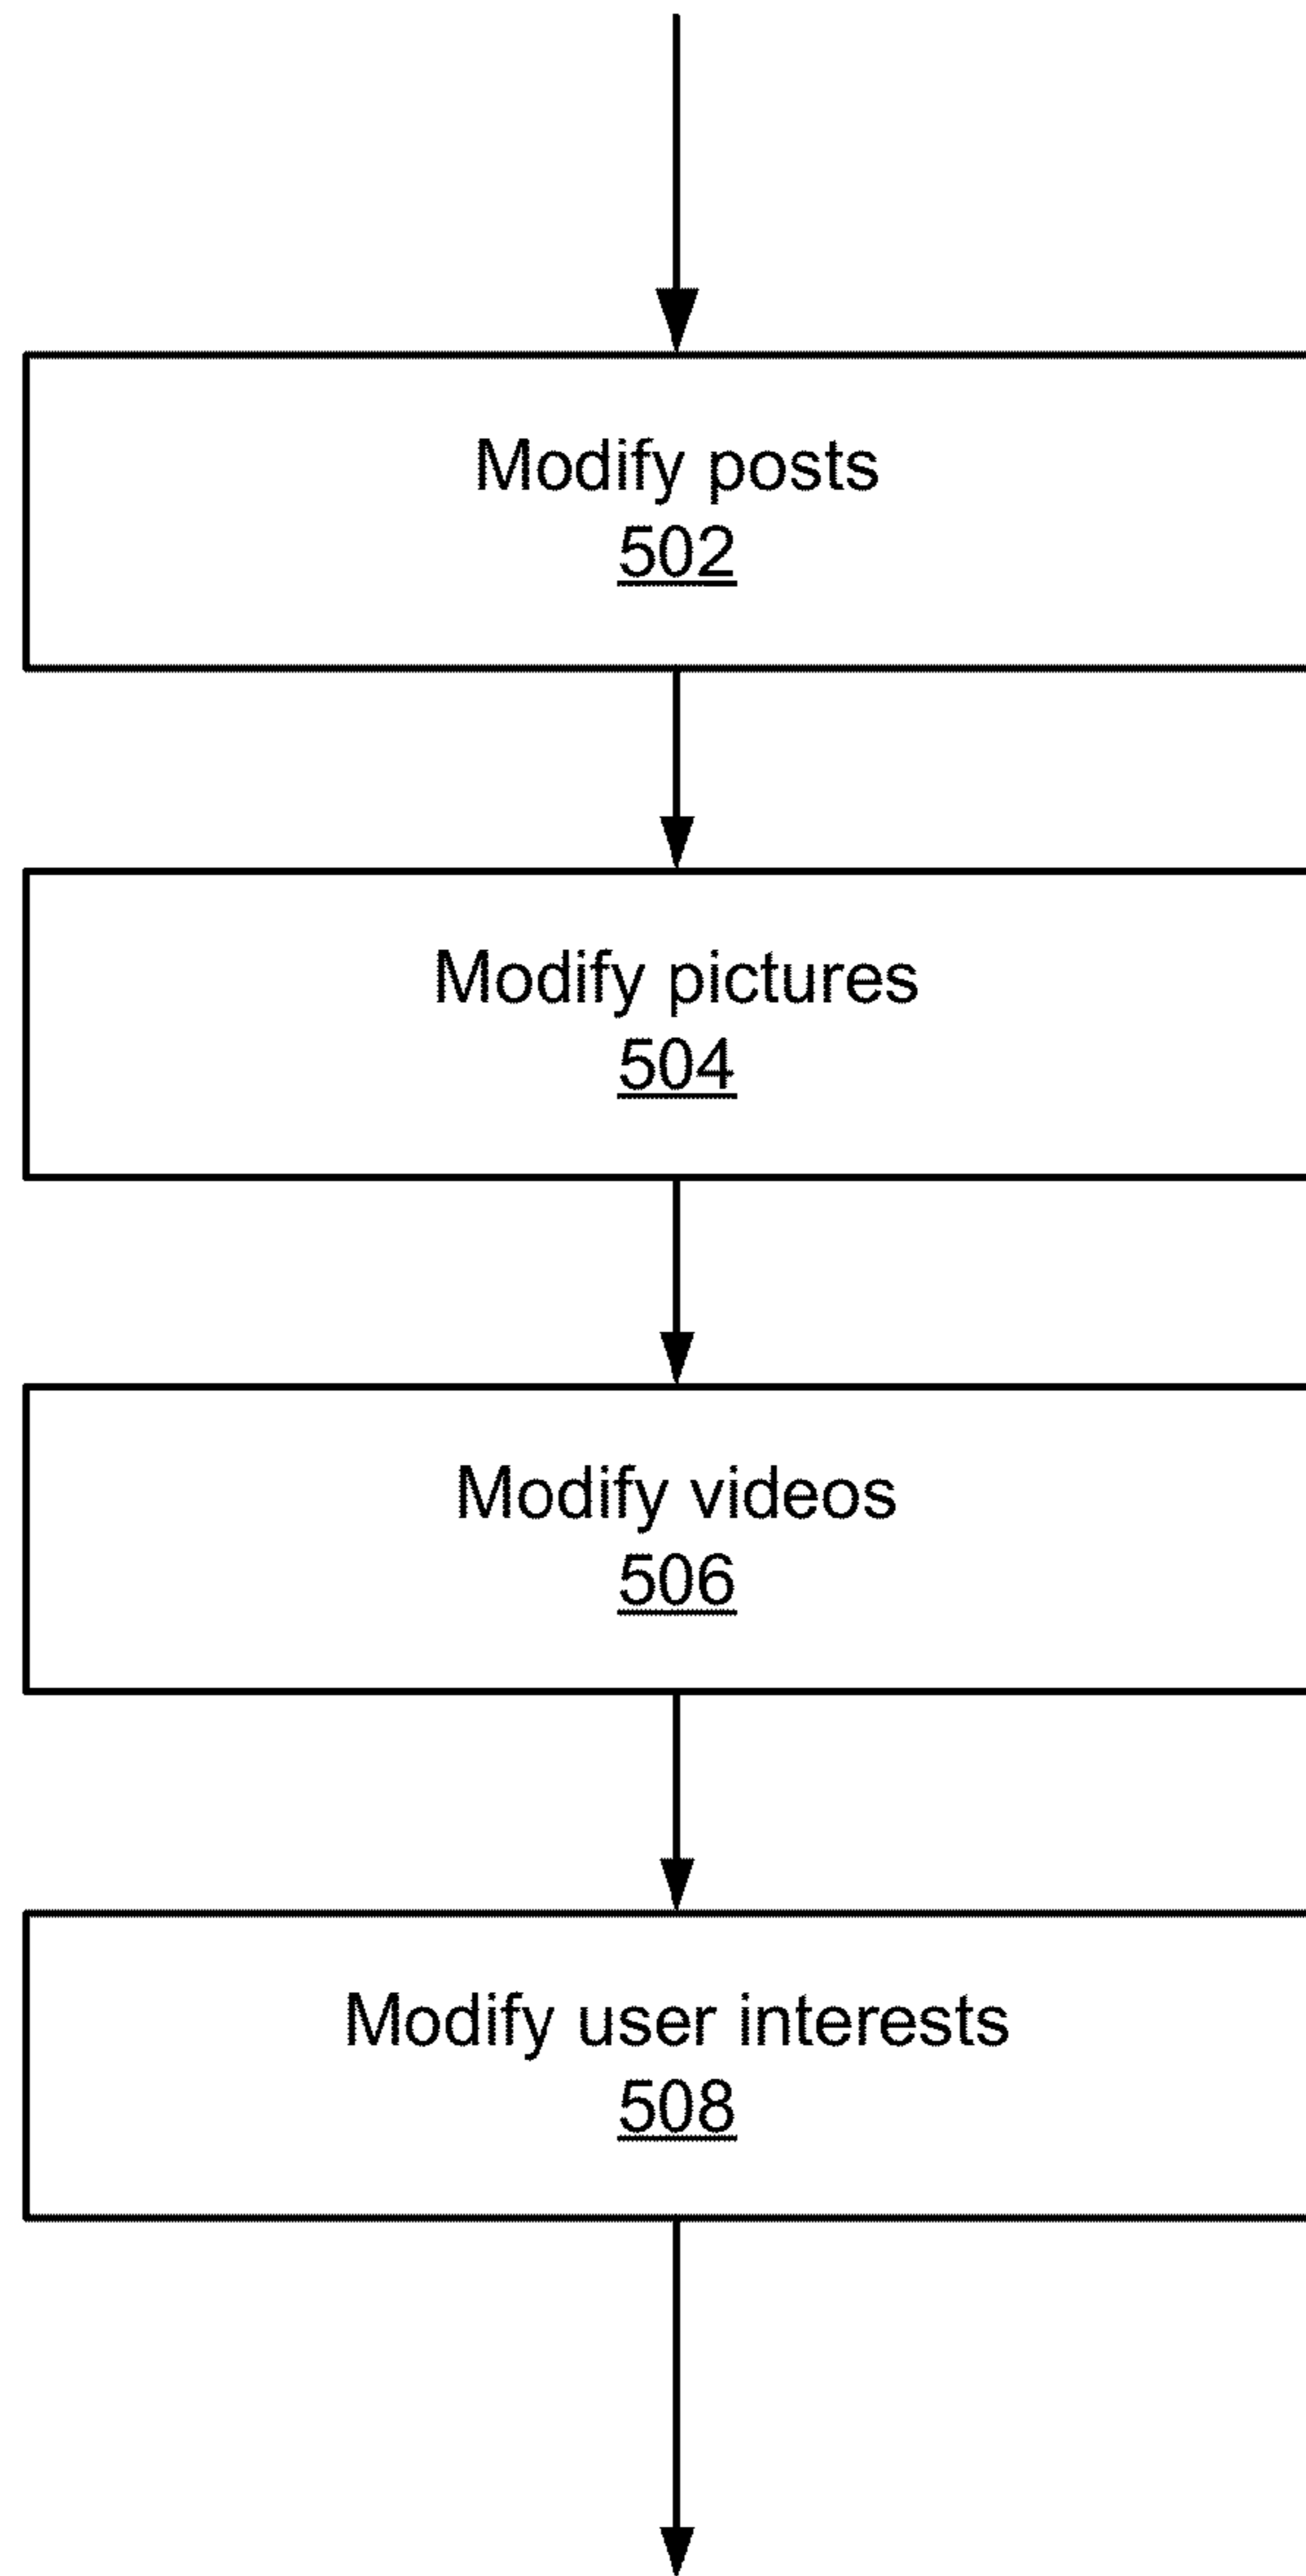 Modify posts
502
Modify pictures
504
Modify videos
506
Modify user interests
508